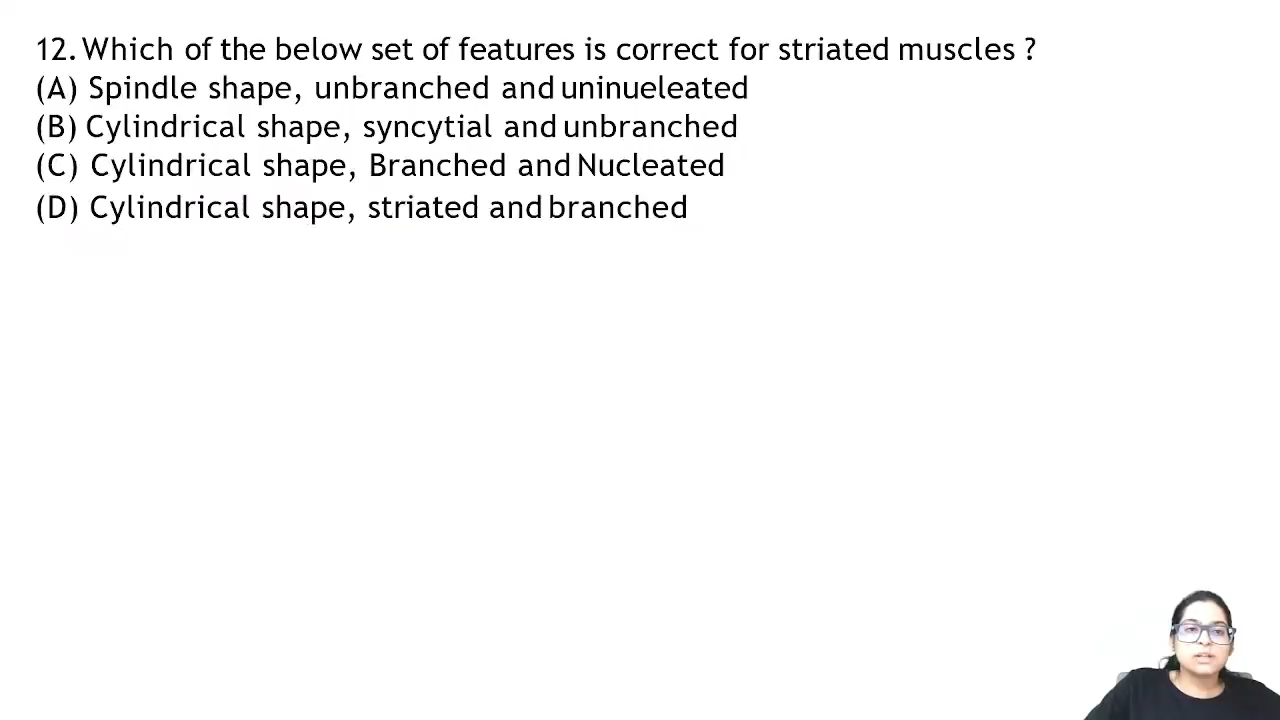 12. Which of the below set of features is correct for striated muscles ?
(A) Spindle shape, unbranched and uninueleated
(B) Cylindrical shape, syncytial and unbranched
(C) Cylindrical shape, Branched and Nucleated
(D) Cylindrical shape, striated and branched